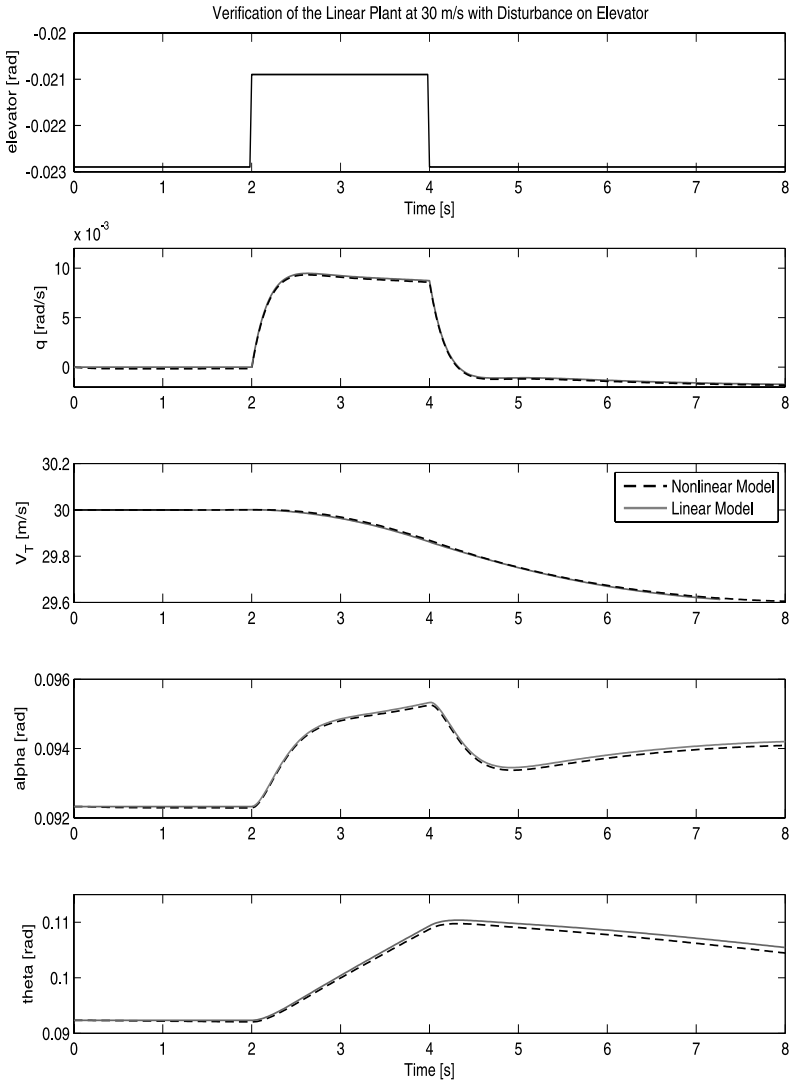 Verification of the Linear Plant at 30 m/s with Disturbance on Elevator
-0.02
-0.021
-0.022
-0.023
elevator [rad]
0 1 2 3 4 5 6 7 8
Time [s]
x 10-3
10
5
0
q [rad/s]
0 1 2 3 4 5 6 7 8
30.2
30
29.8
29.6
V_T [m/s]
Nonlinear Model
Linear Model
0 1 2 3 4 5 6 7 8
0.096
0.094
0.092
alpha [rad]
0 1 2 3 4 5 6 7 8
0.11
0.1
0.09
theta [rad]
0 1 2 3 4 5 6 7 8
Time [s]